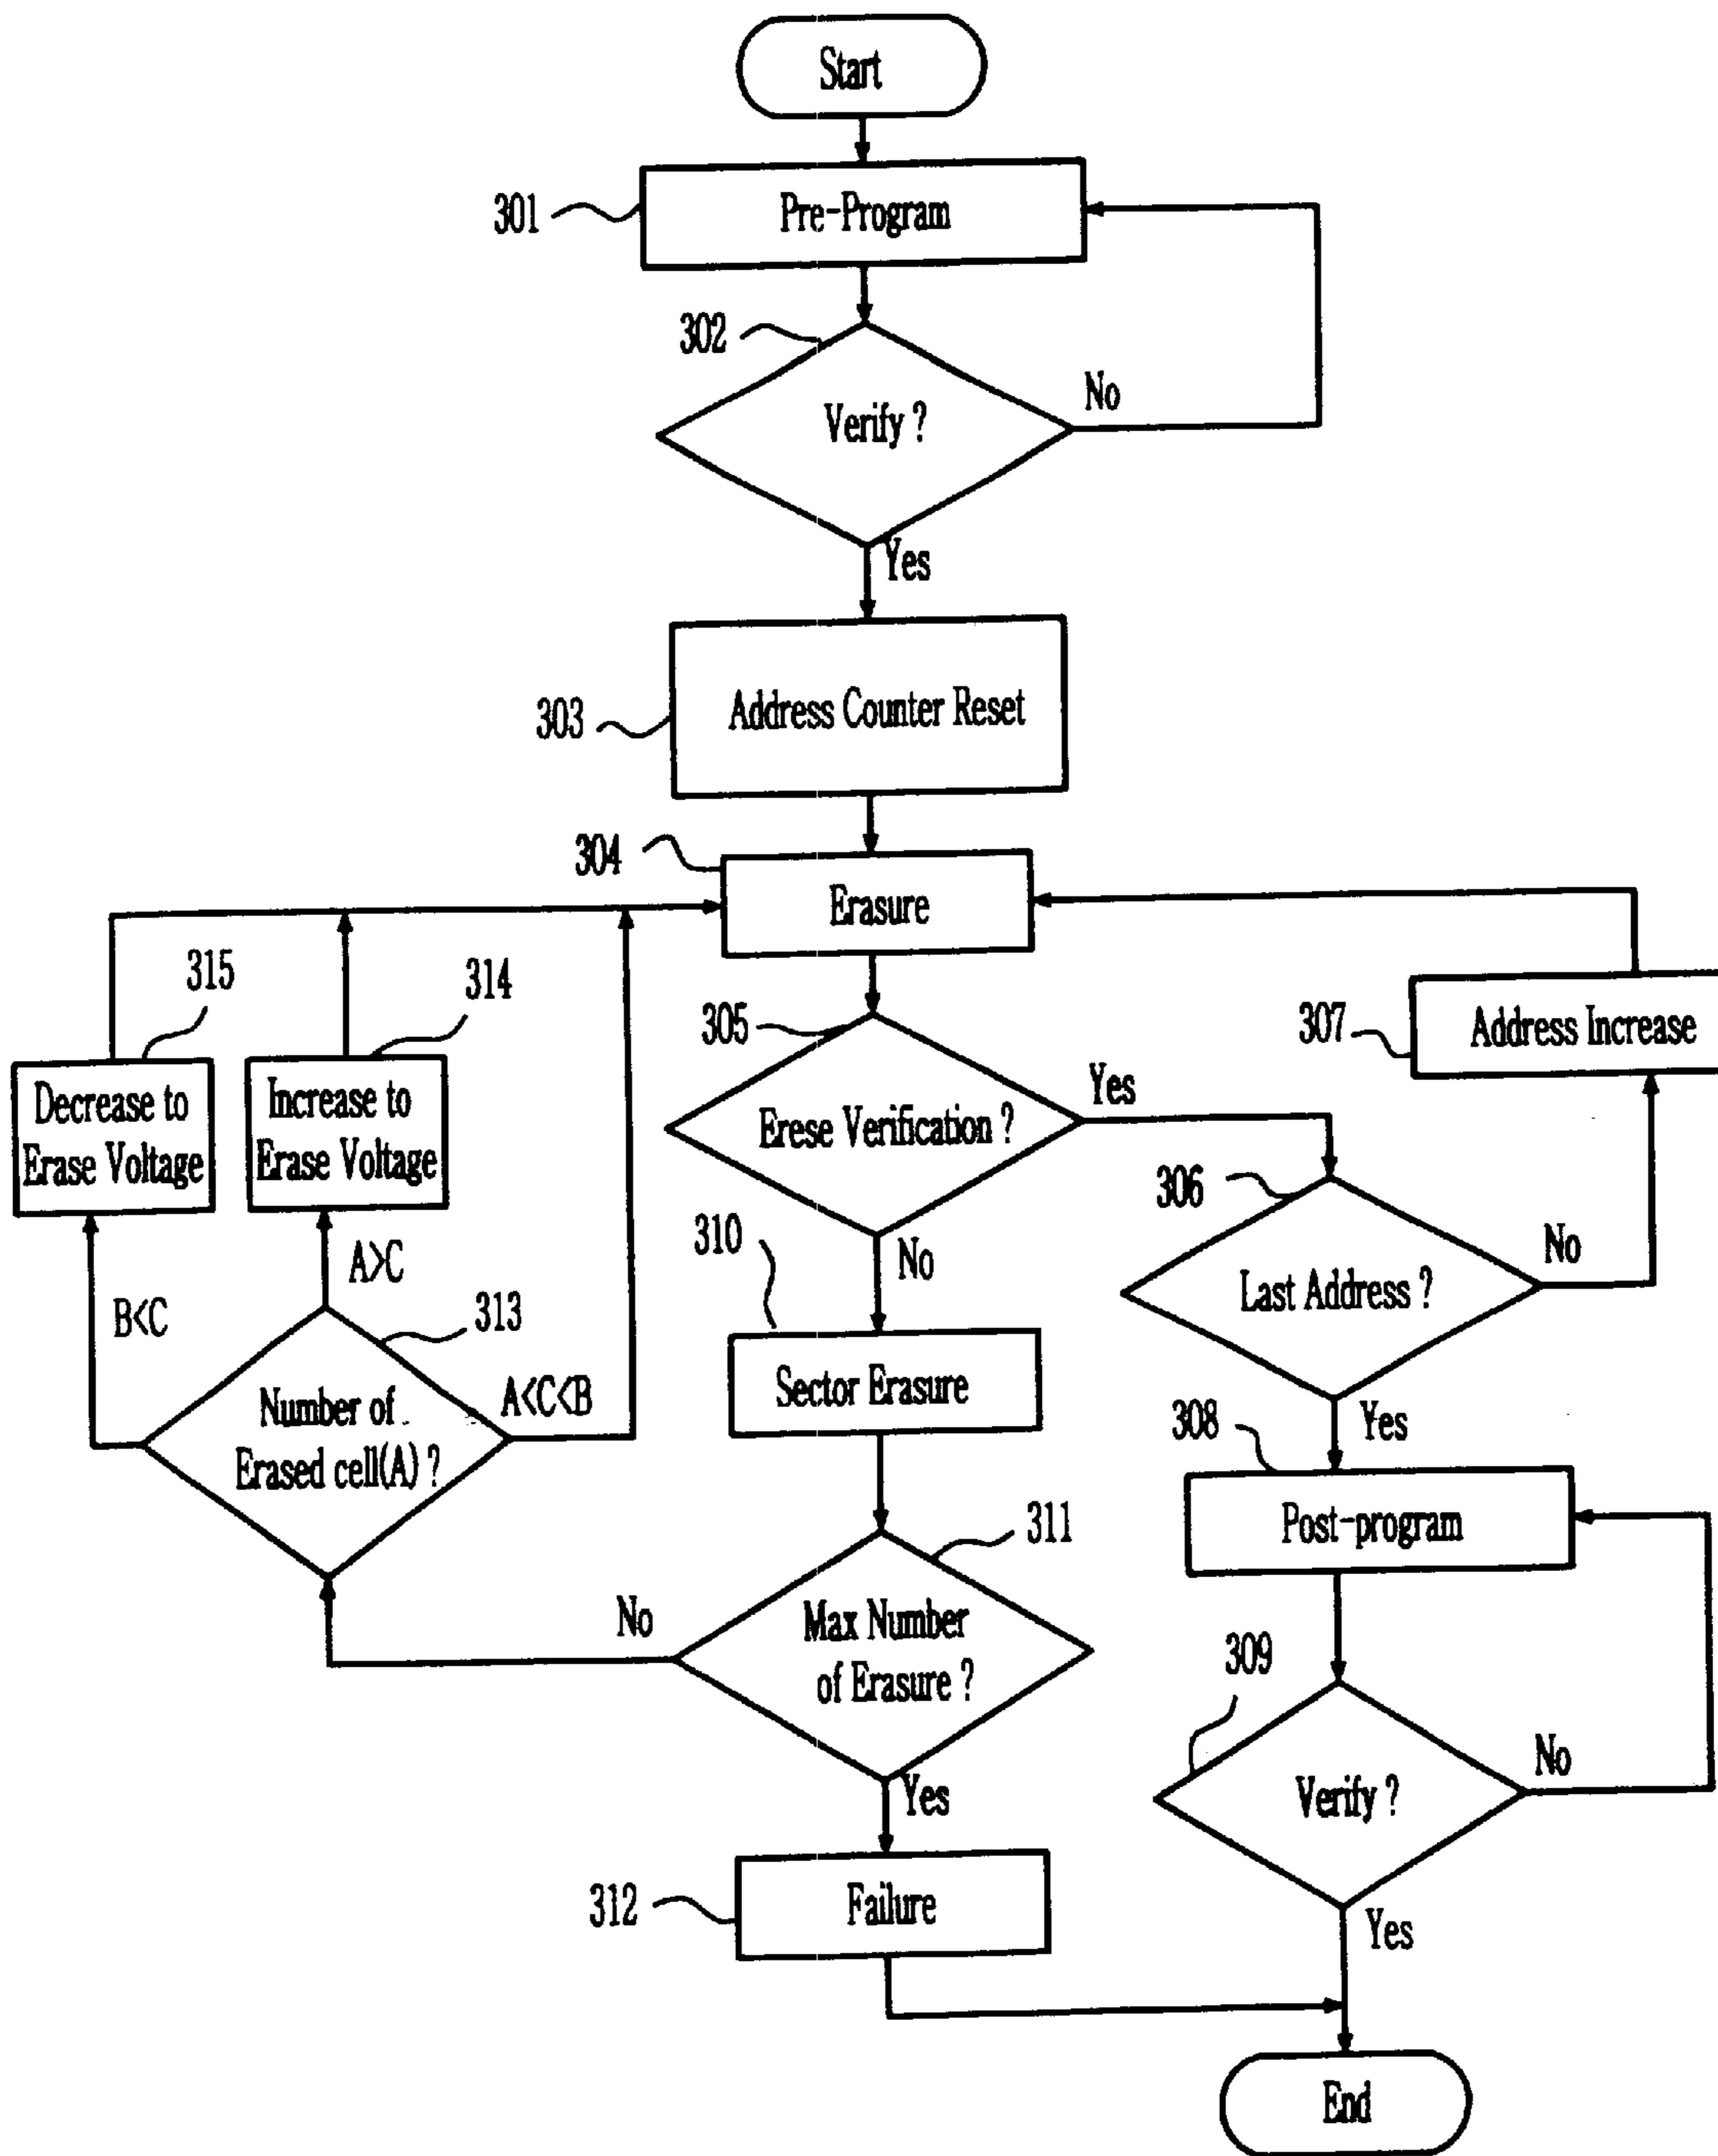 Start
301
Pre-Program
302
Verify ?
No
Yes
303
Address Counter Reset
304
Erasure
315
314
305
307
Address Increase
Decrease to
Erase Voltage
Increase to
Erase Voltage
Erese Verification ?
Yes
306
No
310
No
Last Address ?
B<C
A>C
313
Number of
Erased cell(A) ?
A<C<B
Sector Erasure
308
Yes
Post-program
311
No
Max Number
of Erasure ?
309
Verify ?
No
Yes
312
Failure
Yes
End